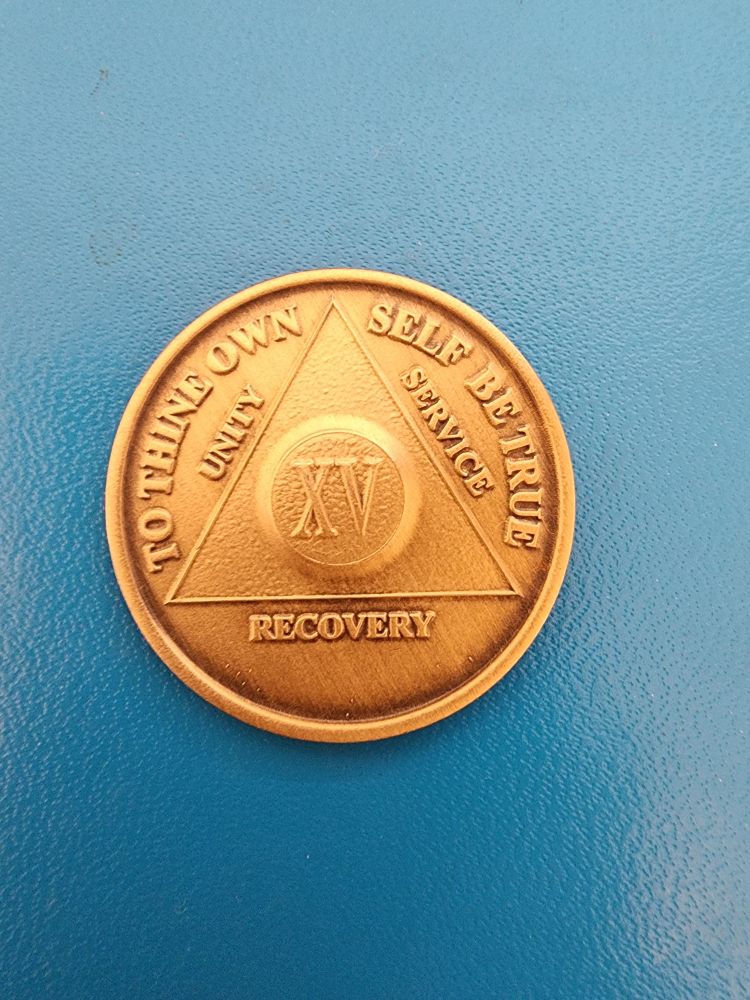 TO THINE OWN SELF BE TRUE
UNITY
SERVICE
XV
RECOVERY